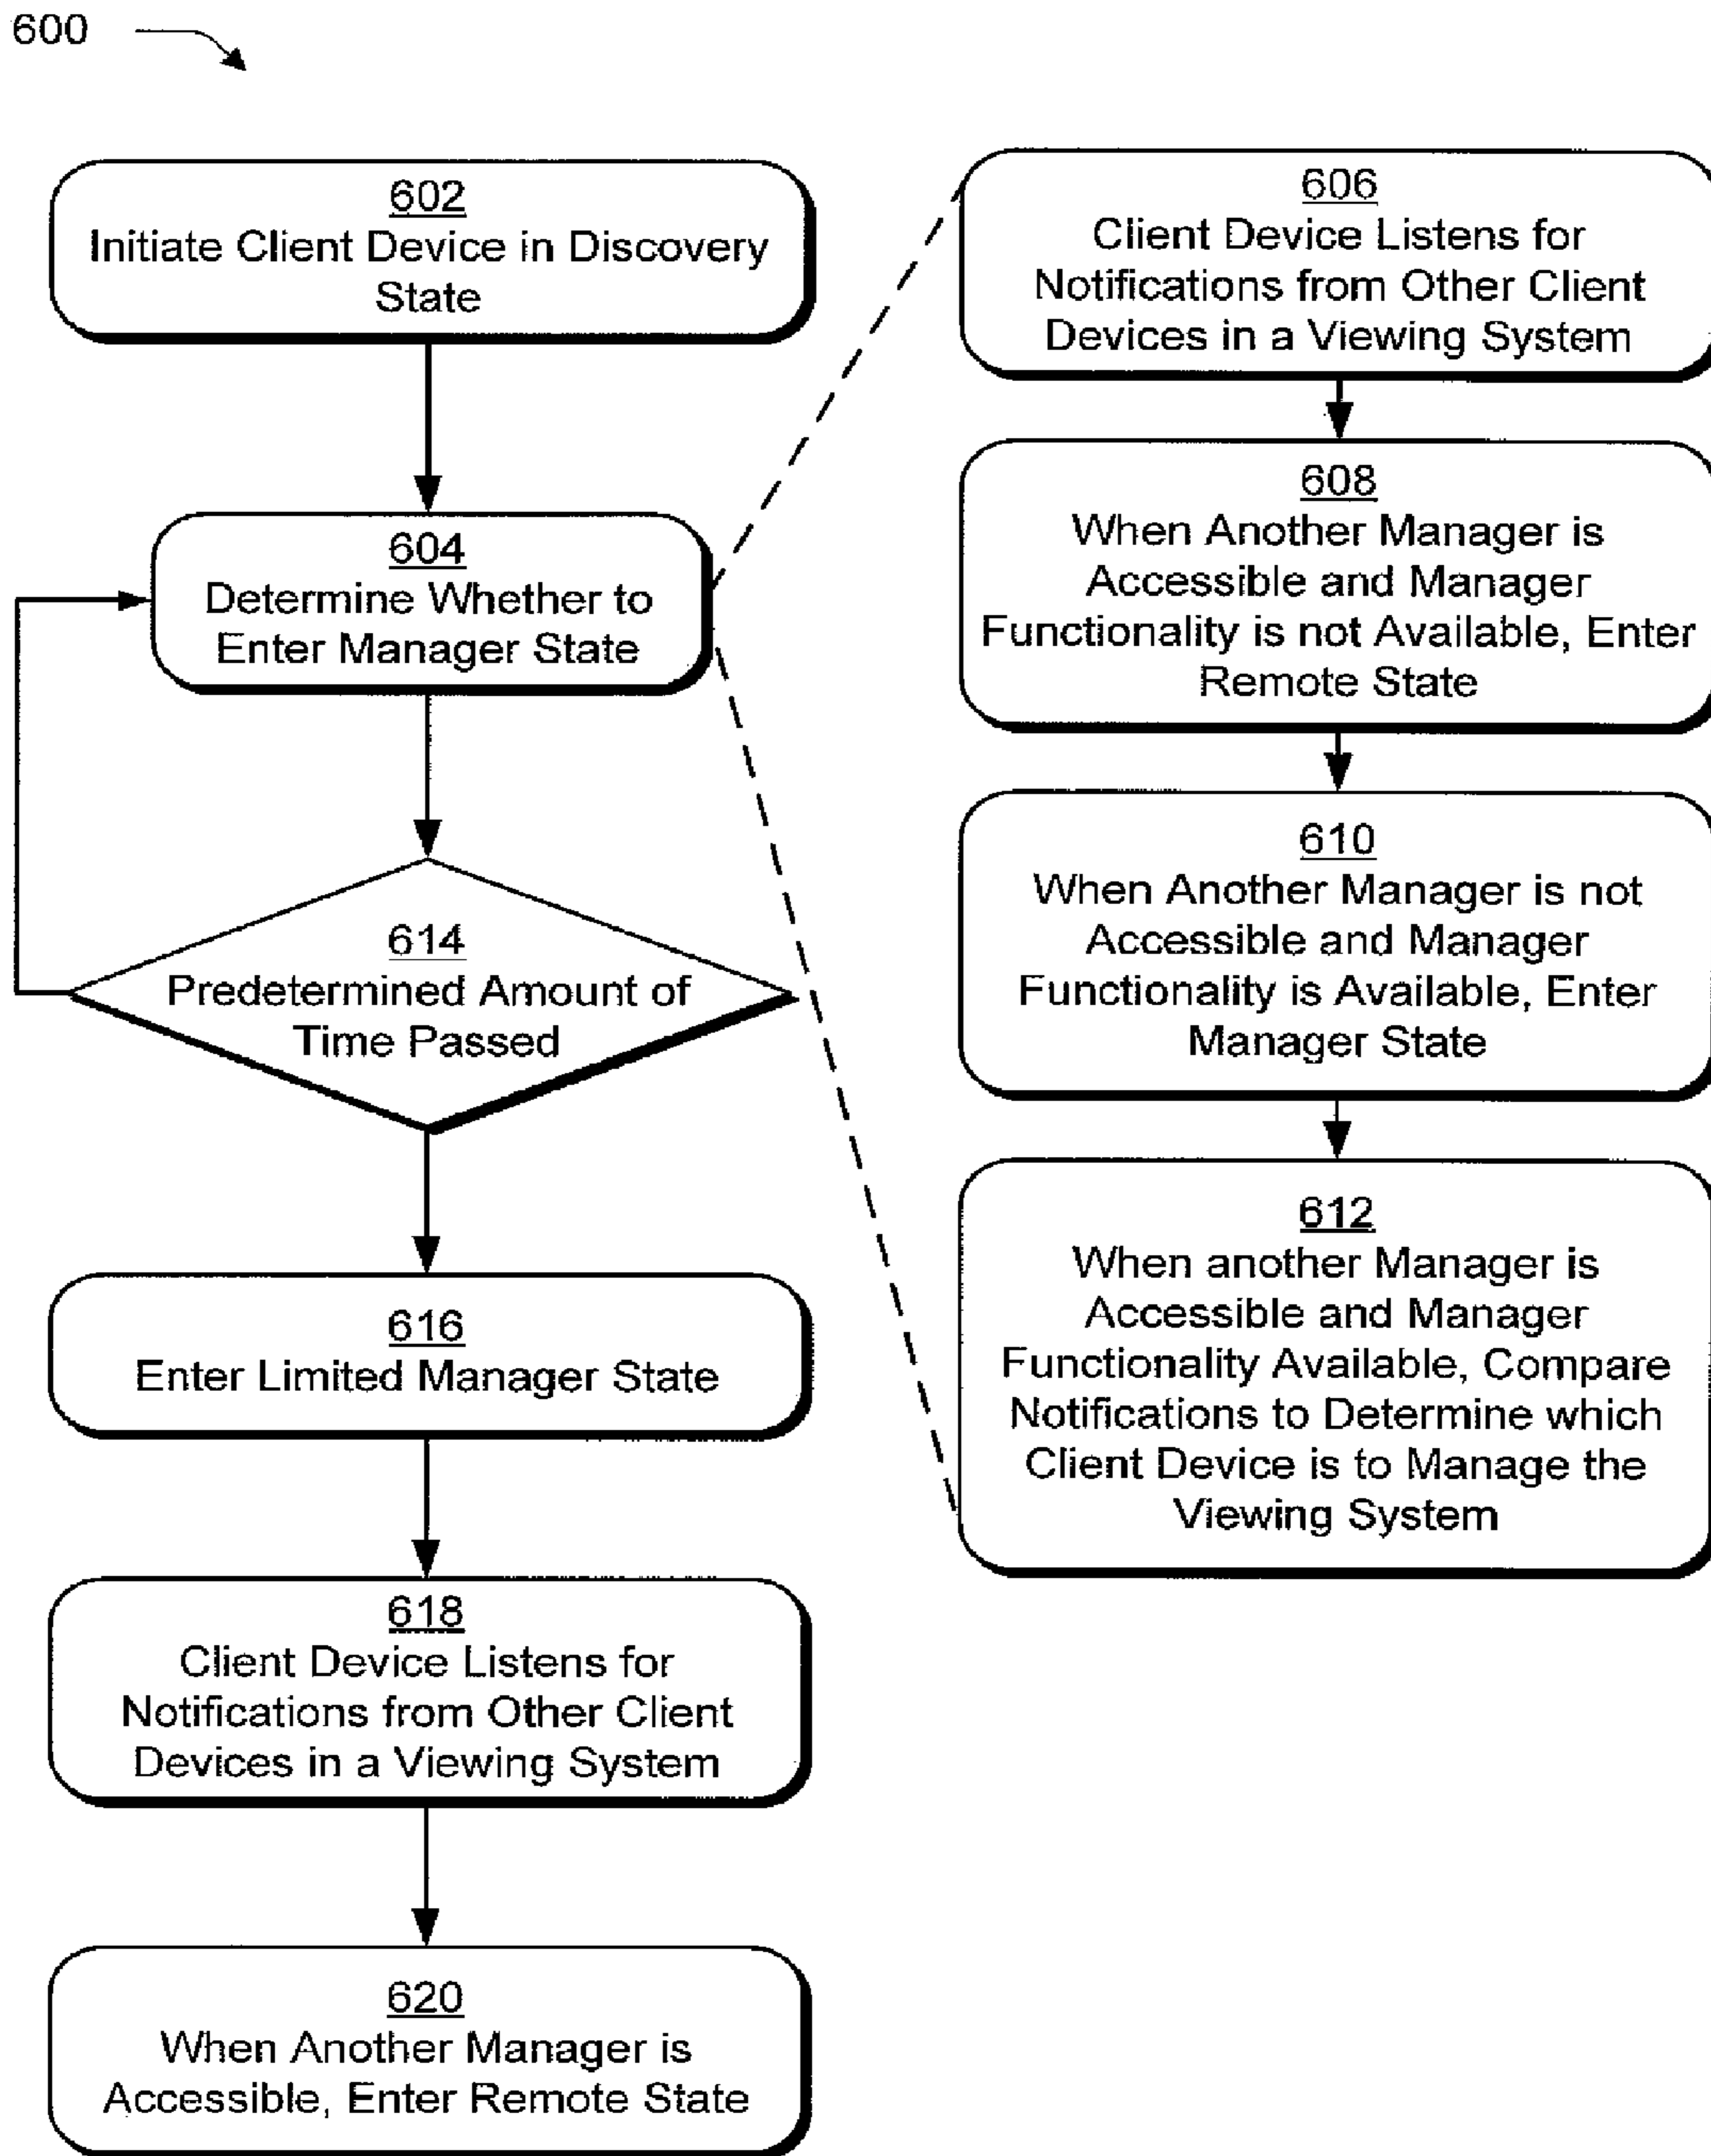 600
602
Initiate Client Device in Discovery
State
604
Determine Whether to
Enter Manager State
614
Predetermined Amount of
Time Passed
616
Enter Limited Manager State
618
Client Device Listens for
Notifications from Other Client
Devices in a Viewing System
620
When Another Manager is
Accessible, Enter Remote State
606
Client Device Listens for
Notifications from Other Client
Devices in a Viewing System
608
When Another Manager is
Accessible and Manager
Functionality is not Available, Enter
Remote State
610
When Another Manager is not
Accessible and Manager
Functionality is Available, Enter
Manager State
612
When another Manager is
Accessible and Manager
Functionality Available, Compare
Notifications to Determine which
Client Device is to Manage the
Viewing System